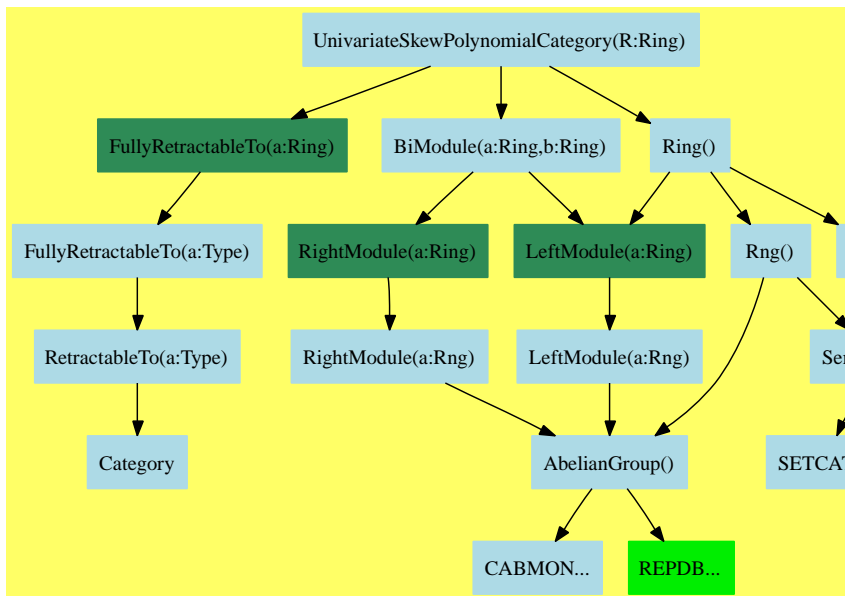 UnivariateSkewPolynomialCategory(R:Ring)
FullyRetractableTo(a:Ring)
BiModule(a:Ring,b:Ring)
Ring()
FullyRetractableTo(a:Type)
RightModule(a:Ring)
LeftModule(a:Ring)
Rng()
RetractableTo(a:Type)
RightModule(a:Rng)
LeftModule(a:Rng)
Category
AbelianGroup()
CABMON...
REPDB...